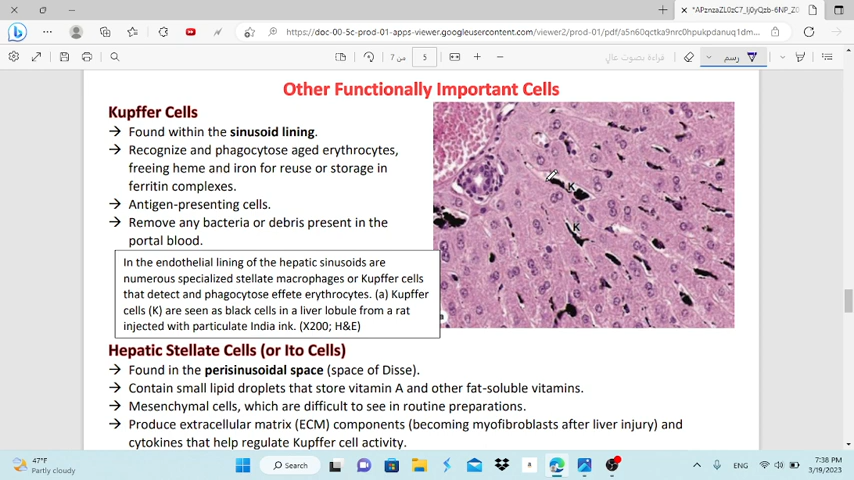 *APznzaZL0zC7_Ij0yQzb-6NP_Z0
https://doc-00-5c-prod-01-apps-viewer.googleusercontent.com/viewer2/prod-01/pdf/a5n60qctka9nrc0hpukpdanuq1dm...
5 من 7
قراءة بصوت عالٍ
رسم
Other Functionally Important Cells
Kupffer Cells
→ Found within the sinusoid lining.
→ Recognize and phagocytose aged erythrocytes,
freeing heme and iron for reuse or storage in
ferritin complexes.
→ Antigen-presenting cells.
→ Remove any bacteria or debris present in the
portal blood.
K
K
a
In the endothelial lining of the hepatic sinusoids are
numerous specialized stellate macrophages or Kupffer cells
that detect and phagocytose effete erythrocytes. (a) Kupffer
cells (K) are seen as black cells in a liver lobule from a rat
injected with particulate India ink. (X200; H&E)
Hepatic Stellate Cells (or Ito Cells)
→ Found in the perisinusoidal space (space of Disse).
→ Contain small lipid droplets that store vitamin A and other fat-soluble vitamins.
→ Mesenchymal cells, which are difficult to see in routine preparations.
→ Produce extracellular matrix (ECM) components (becoming myofibroblasts after liver injury) and
cytokines that help regulate Kupffer cell activity.
47°F
Partly cloudy
Search
a
ENG
7:38 PM
3/19/2023